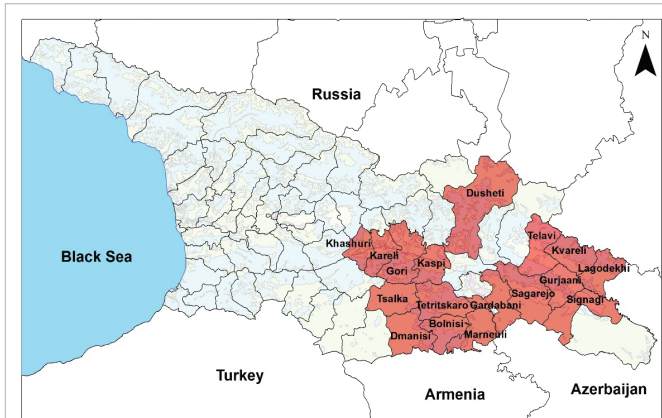 N
Russia
Dusheti
Khashuri
Telavi
Kareli
Kvareli
Black Sea
Kaspi
Gori
Lagodekhi
Gurjaani
Sagarejo
Tsalka
Tetritskaro
Gardabani
Signagi
Bolnisi
Dmanisi
Marneuli
Turkey
Armenia
Azerbaijan